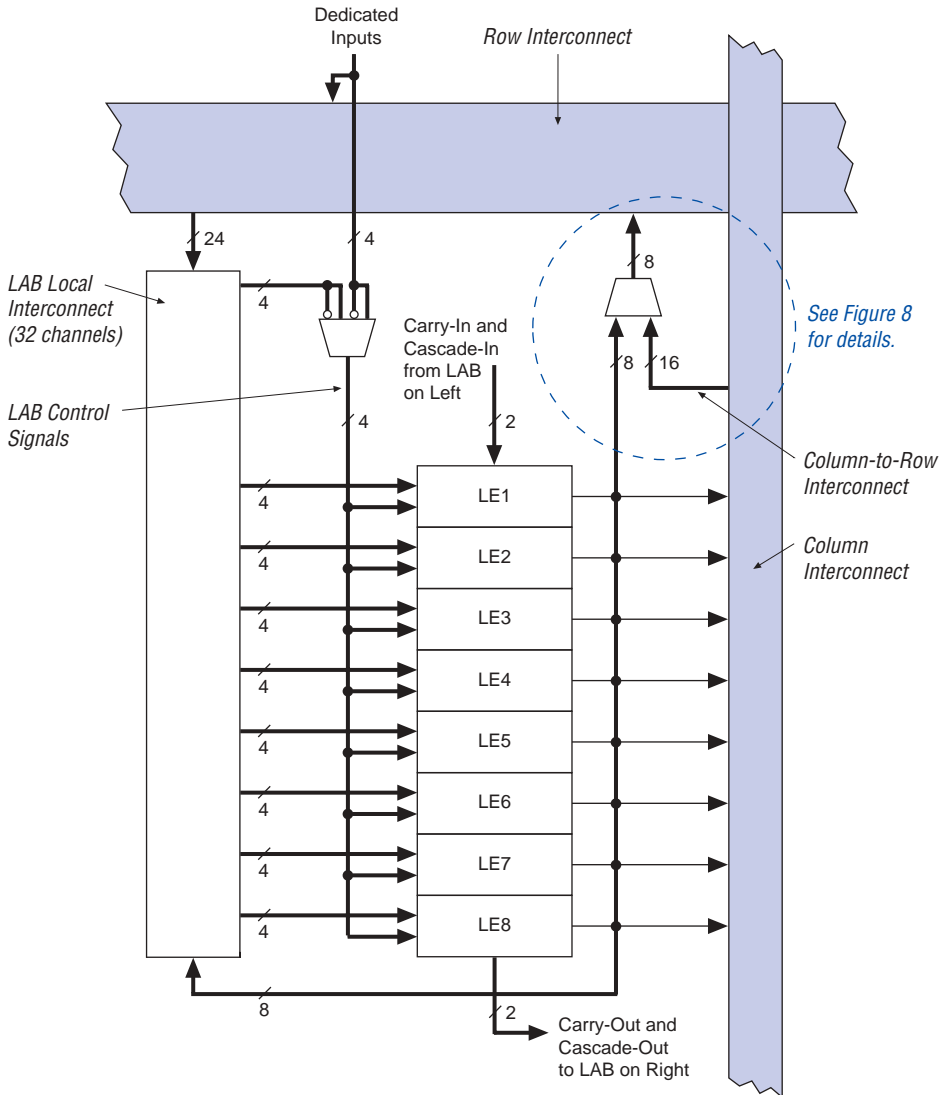 Dedicated
Inputs
Row Interconnect
24
4
8
LAB Local
Interconnect
(32 channels)
4
See Figure 8
for details.
Carry-In and
Cascade-In
from LAB
on Left
8
16
LAB Control
Signals
4
2
Column-to-Row
Interconnect
4
LE1
4
LE2
Column
Interconnect
4
LE3
4
LE4
4
LE5
4
LE6
4
LE7
4
LE8
8
2
Carry-Out and
Cascade-Out
to LAB on Right